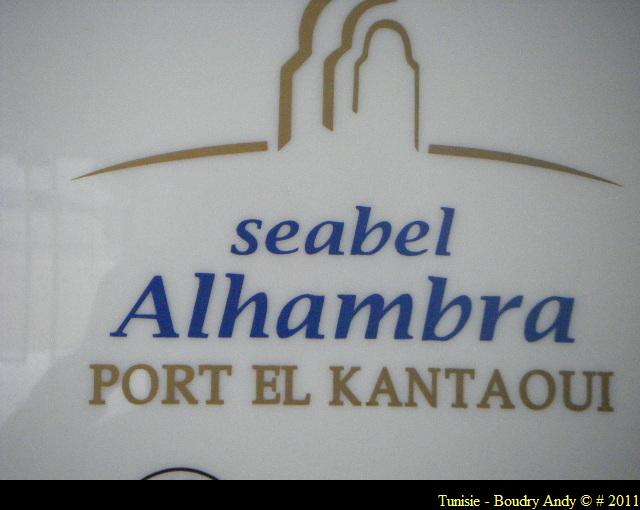 seabel
Alhambra
PORT EL KANTAOUI
Tunisie - Boudry Andy © # 2011